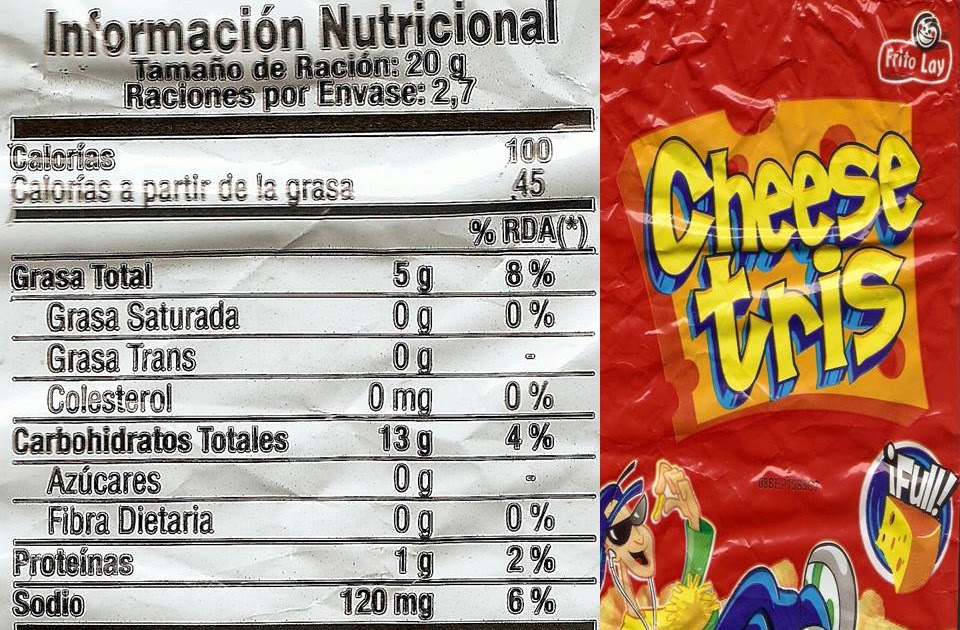 Información Nutricional
Tamaño de Ración: 20 g
Raciones por Envase: 2,7
Calorías 100
Calorías a partir de la grasa 45
% RDA(*)
Grasa Total 5 g 8 %
Grasa Saturada 0 g 0 %
Grasa Trans 0 g -
Colesterol 0 mg 0 %
Carbohidratos Totales 13 g 4 %
Azúcares 0 g -
Fibra Dietaria 0 g 0 %
Proteínas 1 g 2 %
Sodio 120 mg 6 %
Frito Lay
Cheese
tris
¡Full!